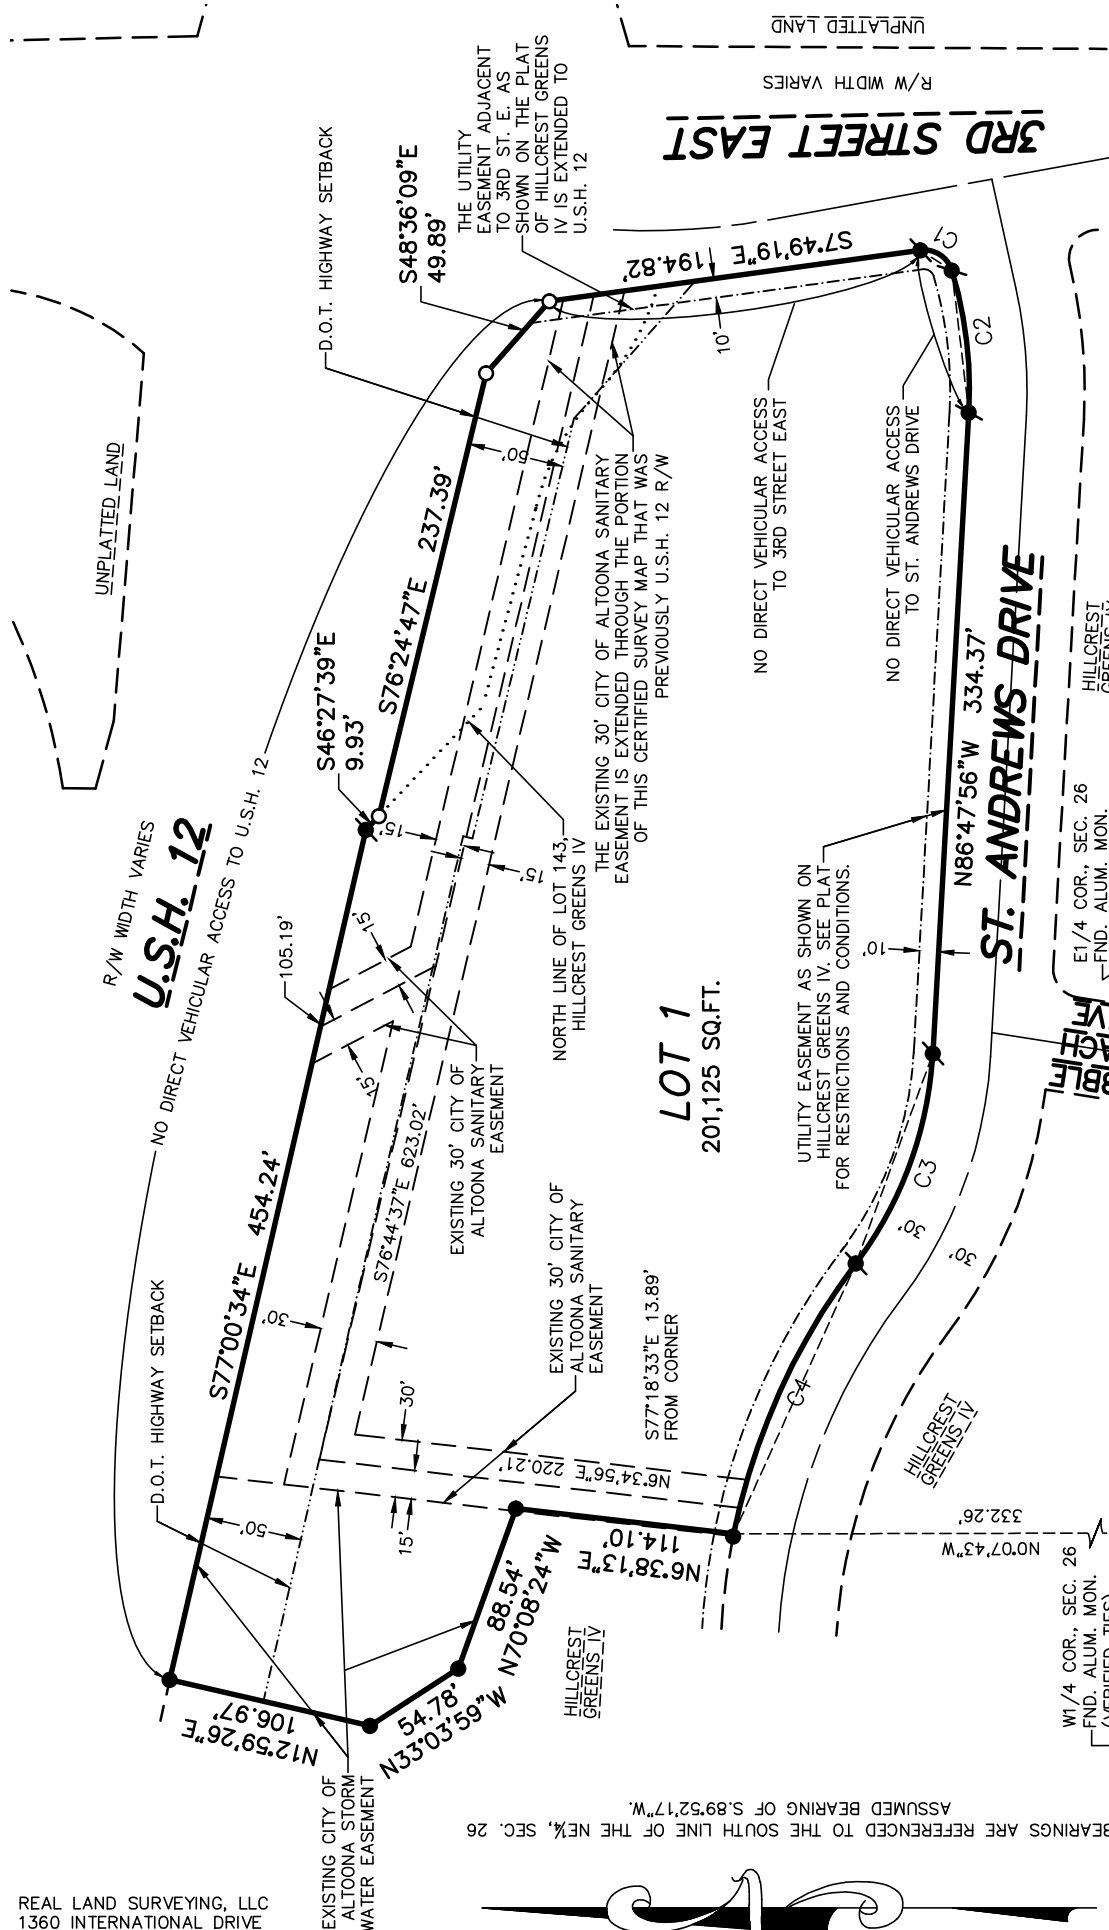 UNPLATTED LAND
R/W WIDTH VARIES
3RD STREET EAST
THE UTILITY
EASEMENT ADJACENT
TO 3RD ST. E. AS
SHOWN ON THE PLAT
OF HILLCREST GREENS
IV IS EXTENDED TO
U.S.H. 12
D.O.T. HIGHWAY SETBACK
S48°36'09"E
49.89'
S7°49'19"E
194.82'
C1
C2
10'
UNPLATTED LAND
S76°24'47"E 237.39'
50'
NO DIRECT VEHICULAR ACCESS
TO 3RD STREET EAST
NO DIRECT VEHICULAR ACCESS
TO ST. ANDREWS DRIVE
THE EXISTING 30' CITY OF ALTOONA SANITARY
EASEMENT IS EXTENDED THROUGH THE PORTION
OF THIS CERTIFIED SURVEY MAP THAT WAS
PREVIOUSLY U.S.H. 12 R/W
S46°27'39"E
9.93'
NO DIRECT VEHICULAR ACCESS TO U.S.H. 12
R/W WIDTH VARIES
U.S.H. 12
15'
15'
15'
105.19'
15'
NORTH LINE OF LOT 143,
HILLCREST GREENS IV
N86°47'56"W 334.37'
ST. ANDREWS DRIVE
HILLCREST
GREENS IV
E1/4 COR., SEC. 26
FND. ALUM. MON.
UTILITY EASEMENT AS SHOWN ON
HILLCREST GREENS IV. SEE PLAT
FOR RESTRICTIONS AND CONDITIONS.
10'
LOT 1
201,125 SQ.FT.
EXISTING 30' CITY OF
ALTOONA SANITARY
EASEMENT
S76°44'37"E 623.02'
S77°00'34"E 454.24'
30'
C3
30'
30'
EXISTING 30' CITY OF
ALTOONA SANITARY
EASEMENT
S77°18'33"E 13.89'
FROM CORNER
C4
D.O.T. HIGHWAY SETBACK
30'
N6°34'56"E 220.21'
15'
50'
HILLCREST
GREENS IV
332.26'
N0°07'43"W
N6°38'13"E
114.10'
88.54'
N70°08'24"W
54.78'
N33°03'59"W
N12°59'26"E
106.97'
HILLCREST
GREENS IV
W1/4 COR., SEC. 26
FND. ALUM. MON.
(VERIFIED TIES)
EXISTING CITY OF
ALTOONA STORM
WATER EASEMENT
BEARINGS ARE REFERENCED TO THE SOUTH LINE OF THE NE¼, SEC. 26
ASSUMED BEARING OF S.89°52'17"W.
REAL LAND SURVEYING, LLC
1360 INTERNATIONAL DRIVE